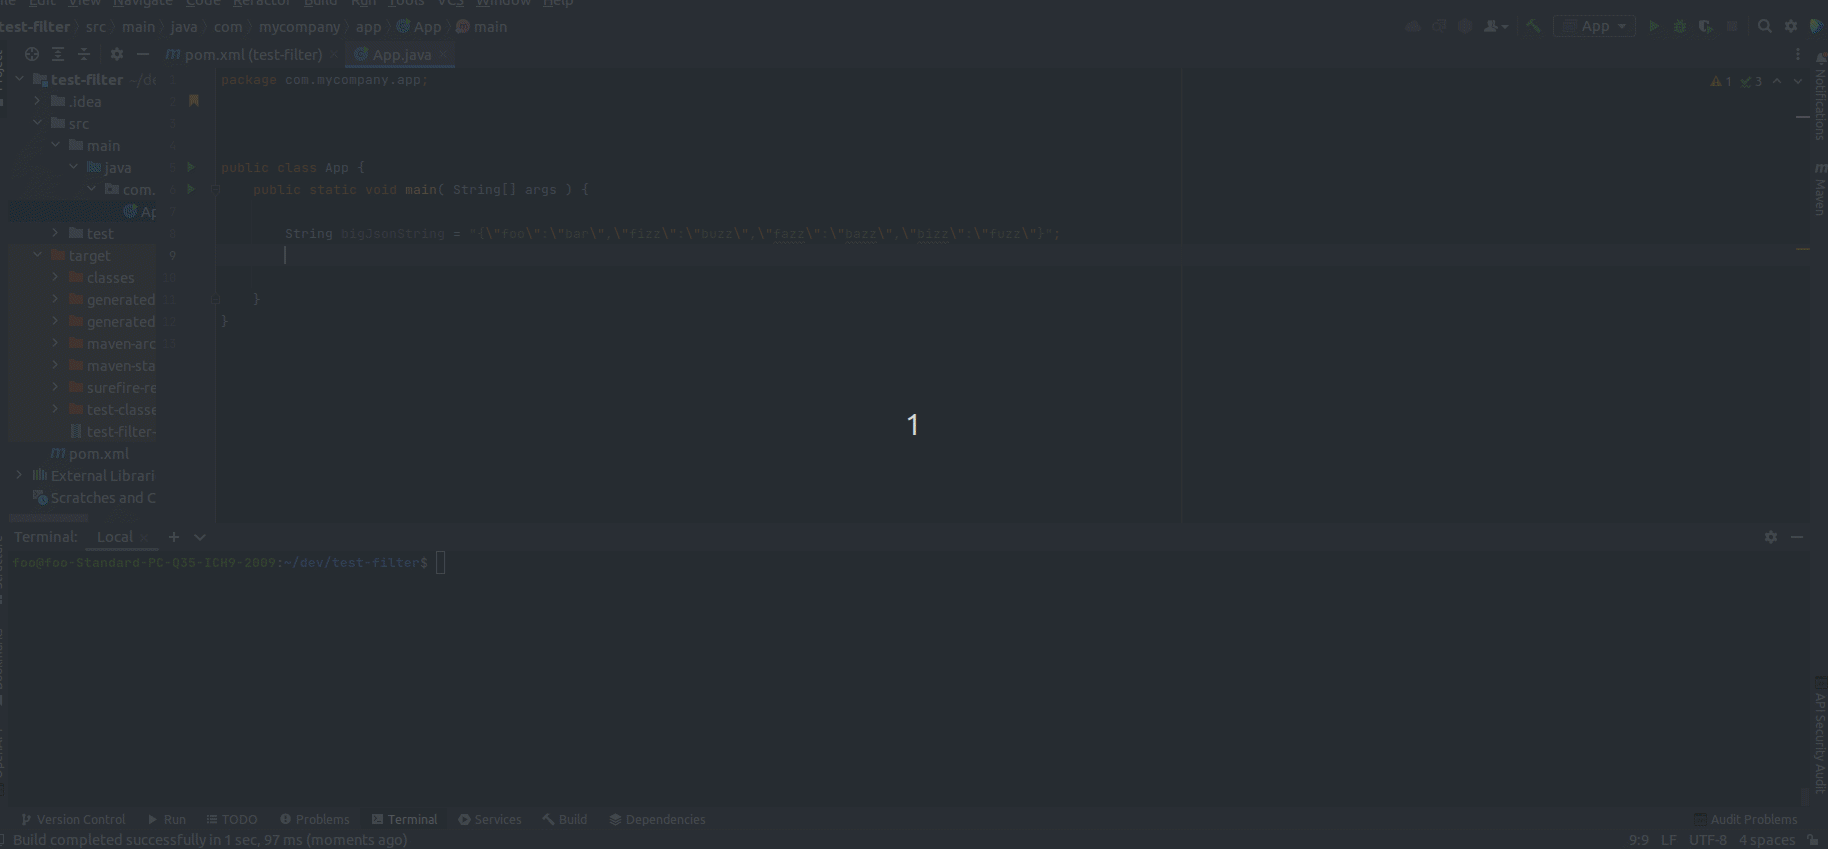 File Edit View Navigate Code Refactor Build Run Tools VCS Window Help
test-filter src main java com mycompany app App main
App
pom.xml (test-filter) App.java
test-filter ~/de
.idea
src
main
java
com.
Ap
test
target
classes
generated
generated
maven-arc
maven-sta
surefire-re
test-classe
test-filter-
pom.xml
External Librari
Scratches and C
1 package com.mycompany.app;
2
3
4
5 public class App {
6 public static void main( String[] args ) {
7
8 String bigJsonString = "{\"foo\":\"bar\",\"fizz\":\"buzz\",\"fazz\":\"bazz\",\"bizz\":\"fuzz\"}";
9
10
11 }
12 }
13
1 3
Notifications
Maven
1
Terminal: Local
foo@foo-Standard-PC-Q35-ICH9-2009:~/dev/test-filter$
API Security Audit
Version Control Run TODO Problems Terminal Services Build Dependencies
Audit Problems
Build completed successfully in 1 sec, 97 ms (moments ago)
9:9 LF UTF-8 4 spaces